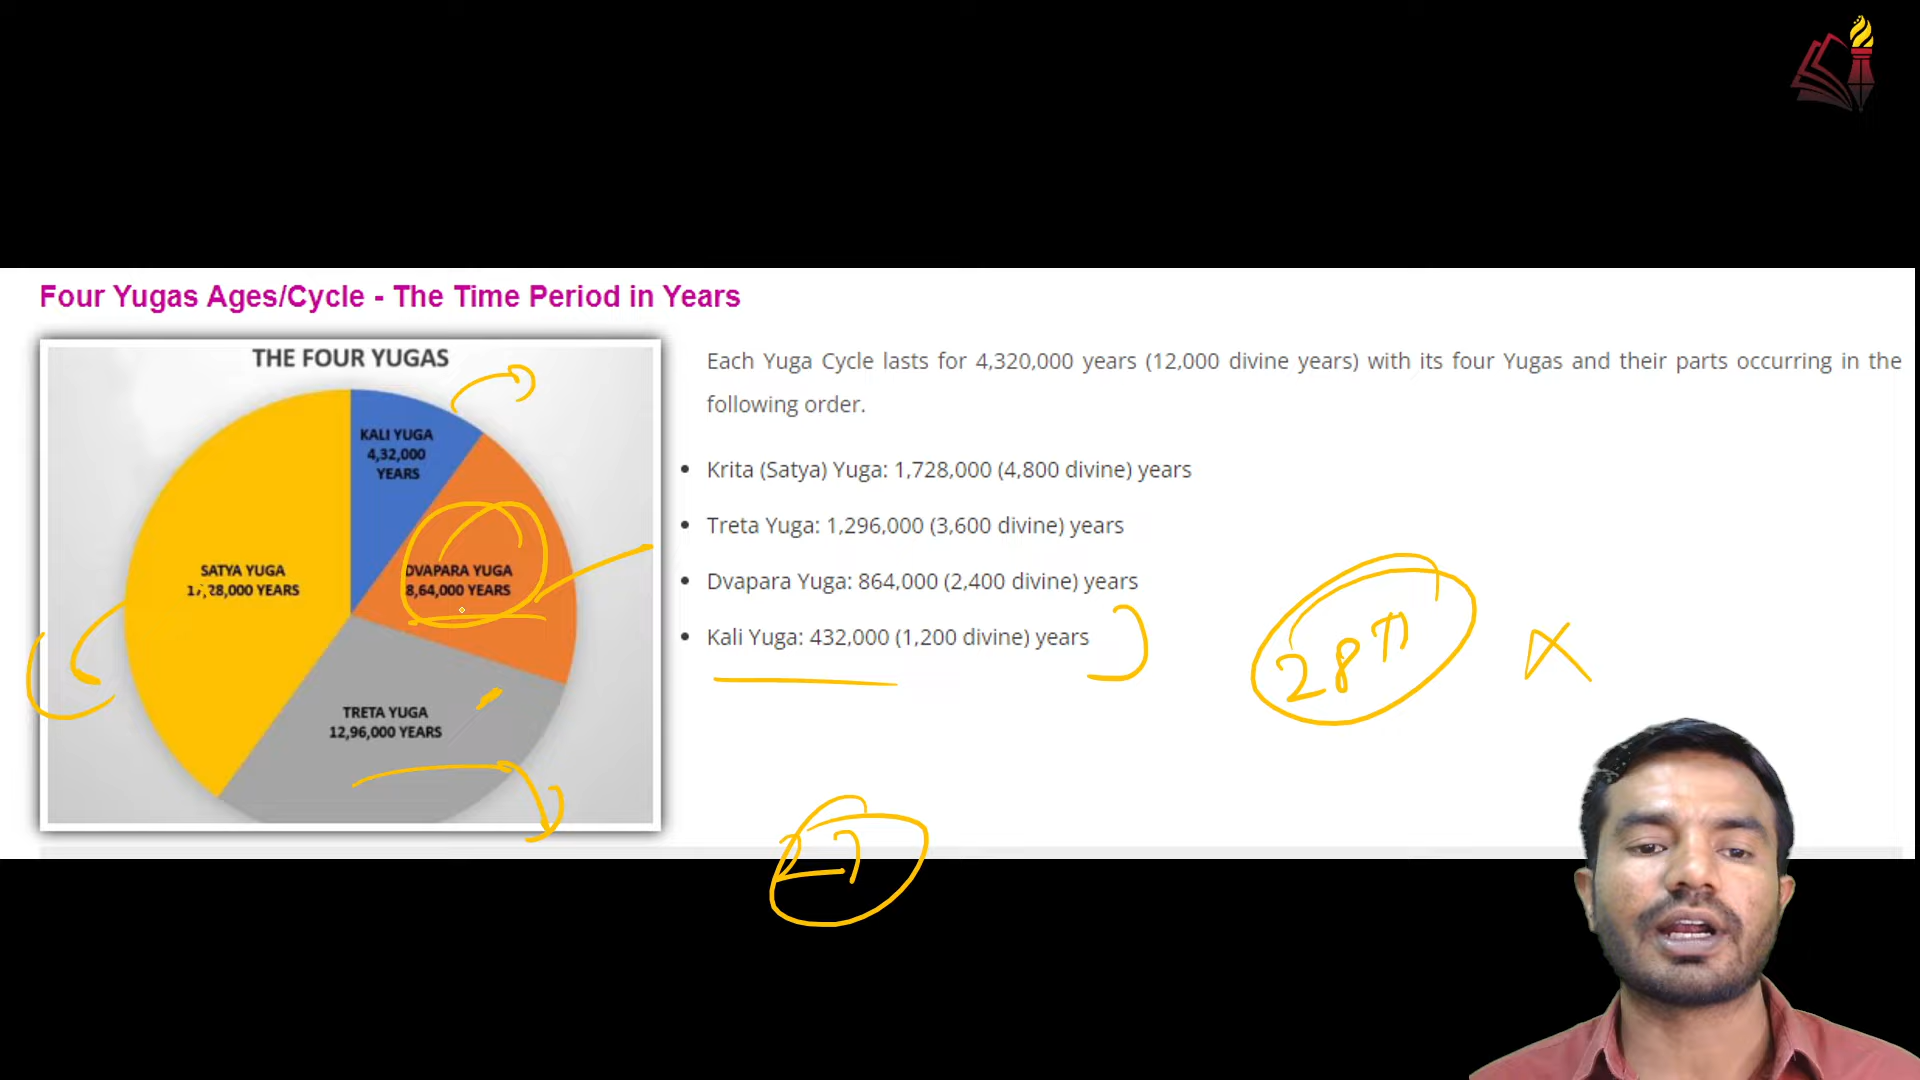 Four Yugas Ages/Cycle - The Time Period in Years
THE FOUR YUGAS
KALI YUGA
4,32,000
YEARS
DVAPARA YUGA
8,64,000 YEARS
SATYA YUGA
17,28,000 YEARS
TRETA YUGA
12,96,000 YEARS
Each Yuga Cycle lasts for 4,320,000 years (12,000 divine years) with its four Yugas and their parts occurring in the
following order.
Krita (Satya) Yuga: 1,728,000 (4,800 divine) years
Treta Yuga: 1,296,000 (3,600 divine) years
Dvapara Yuga: 864,000 (2,400 divine) years
Kali Yuga: 432,000 (1,200 divine) years
28
27